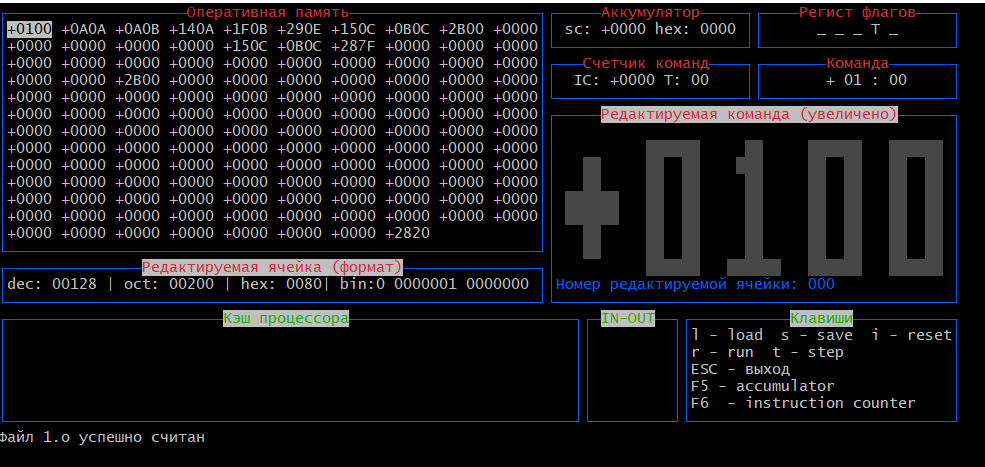 Оперативная память
+0100 +0A0A +0A0B +140A +1F0B +290E +150C +0B0C +2B00 +0000
+0000 +0000 +0000 +0000 +150C +0B0C +287F +0000 +0000 +0000
+0000 +0000 +0000 +0000 +0000 +0000 +0000 +0000 +0000 +0000
+0000 +0000 +2B00 +0000 +0000 +0000 +0000 +0000 +0000 +0000
+0000 +0000 +0000 +0000 +0000 +0000 +0000 +0000 +0000 +0000
+0000 +0000 +0000 +0000 +0000 +0000 +0000 +0000 +0000 +0000
+0000 +0000 +0000 +0000 +0000 +0000 +0000 +0000 +0000 +0000
+0000 +0000 +0000 +0000 +0000 +0000 +0000 +0000 +0000 +0000
+0000 +0000 +0000 +0000 +0000 +0000 +0000 +0000 +0000 +0000
+0000 +0000 +0000 +0000 +0000 +0000 +0000 +0000 +0000 +0000
+0000 +0000 +0000 +0000 +0000 +0000 +0000 +0000 +0000 +0000
+0000 +0000 +0000 +0000 +0000 +0000 +0000 +0000 +0000 +0000
+0000 +0000 +0000 +0000 +0000 +0000 +0000 +2820
Аккумулятор
sc: +0000 hex: 0000
Регист флагов
_ _ _ T _
Счетчик команд
IC: +0000 T: 00
Команда
+ 01 : 00
Редактируемая команда (увеличено)
+0100
Номер редактируемой ячейки: 000
Редактируемая ячейка (формат)
dec: 00128 | oct: 00200 | hex: 0080| bin:0 0000001 0000000
Кэш процессора
IN-OUT
Клавиши
l - load s - save i - reset
r - run t - step
ESC - выход
F5 - accumulator
F6 - instruction counter
Файл 1.o успешно считан